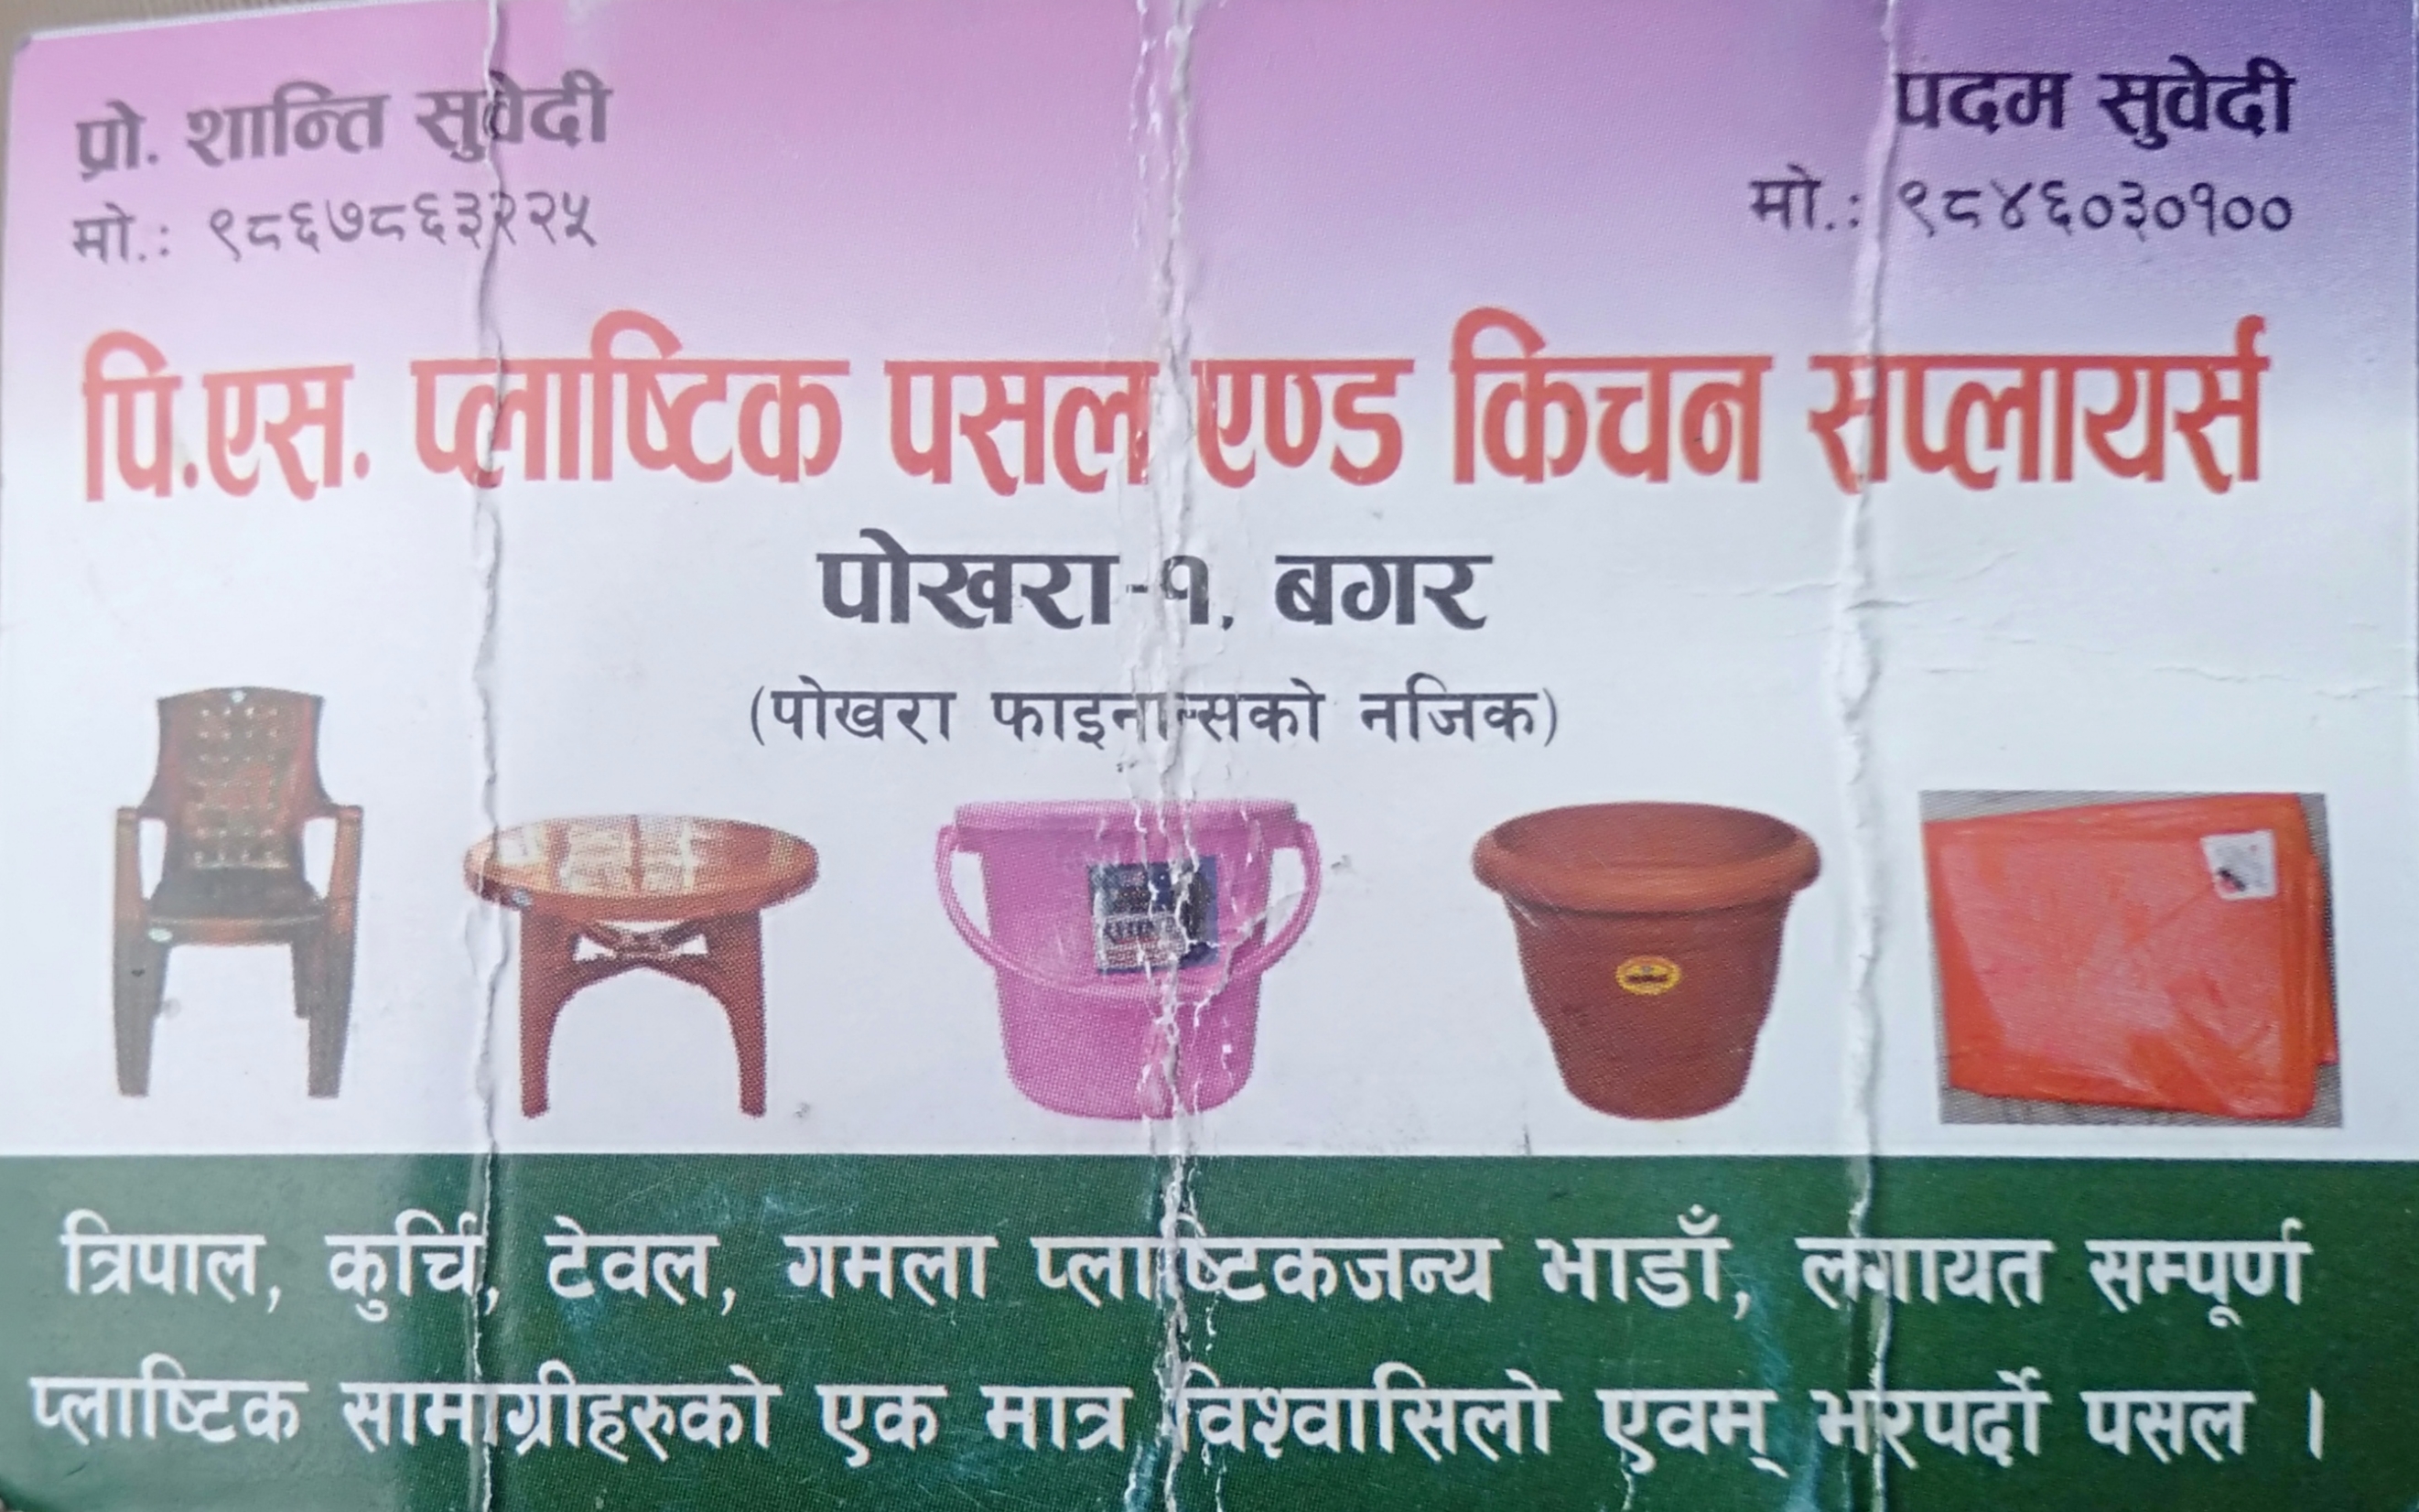 प्रो. शान्ति सुवेदी
मो.: ९८६७८६३२२५
पदम सुवेदी
मो.: ९८४६०३०१००
पि.एस. प्लाष्टिक पसल एण्ड किचन सप्लायर्स
पोखरा-१, बगर
(पोखरा फाइनान्सको नजिक)
त्रिपाल, कुर्चि, टेवल, गमला प्लाष्टिकजन्य भाडाँ, लगायत सम्पूर्ण
प्लाष्टिक सामाग्रीहरुको एक मात्र विश्वासिलो एवम् भरपर्दो पसल ।